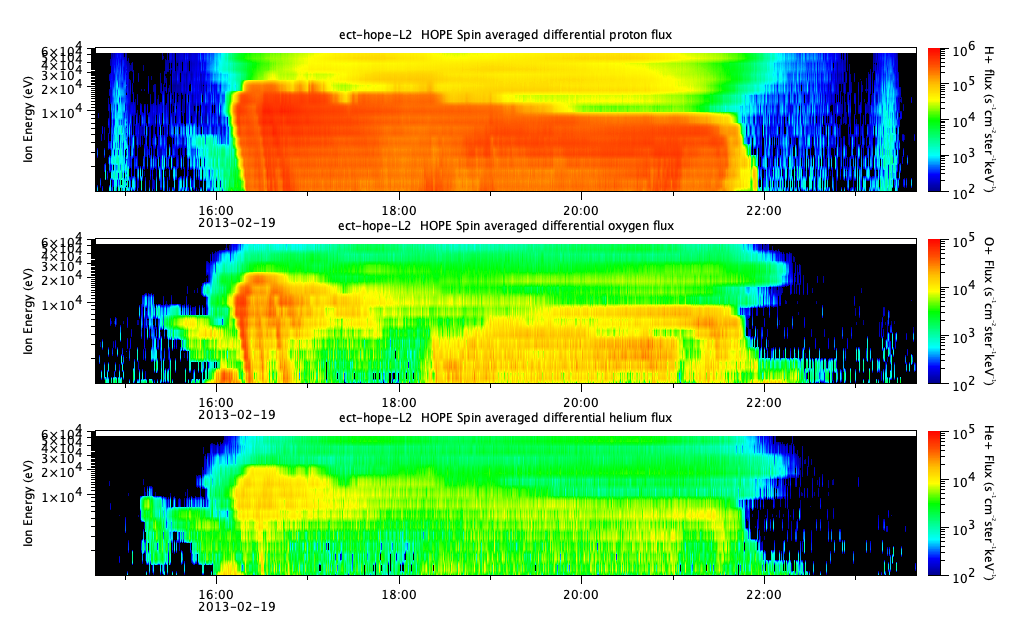 ect-hope-L2  HOPE Spin averaged differential proton flux
6×10⁴
4×10⁴
3×10⁴
2×10⁴
1×10⁴
Ion Energy (eV)
10⁶
10⁵
10⁴
10³
10²
H+ flux (s⁻¹cm⁻²ster⁻¹keV⁻¹)
16:00 18:00 20:00 22:00
2013-02-19
ect-hope-L2  HOPE Spin averaged differential oxygen flux
6×10⁴
4×10⁴
3×10⁴
2×10⁴
1×10⁴
Ion Energy (eV)
10⁵
10⁴
10³
10²
O+ Flux (s⁻¹cm⁻²ster⁻¹keV⁻¹)
16:00 18:00 20:00 22:00
2013-02-19
ect-hope-L2  HOPE Spin averaged differential helium flux
6×10⁴
4×10⁴
3×10⁴
2×10⁴
1×10⁴
Ion Energy (eV)
10⁵
10⁴
10³
10²
He+ Flux (s⁻¹cm⁻²ster⁻¹keV⁻¹)
16:00 18:00 20:00 22:00
2013-02-19